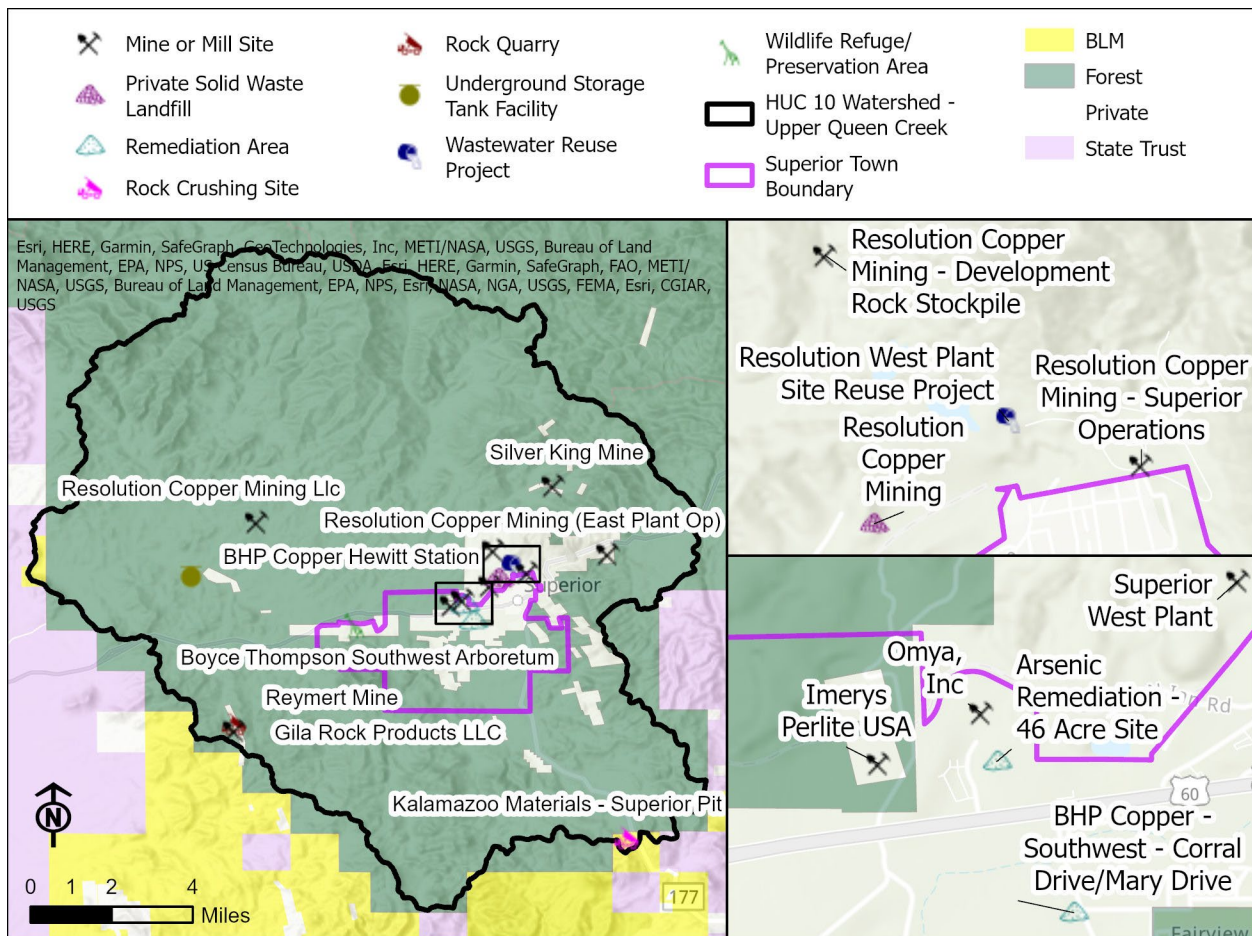 Mine or Mill Site
Private Solid Waste
Landfill
Remediation Area
Rock Crushing Site
Rock Quarry
Underground Storage
Tank Facility
Wastewater Reuse
Project
Wildlife Refuge/
Preservation Area
HUC 10 Watershed -
Upper Queen Creek
Superior Town
Boundary
BLM
Forest
Private
State Trust
Esri, HERE, Garmin, SafeGraph, GeoTechnologies, Inc, METI/NASA, USGS, Bureau of Land
Management, EPA, NPS, US Census Bureau, USDA, Esri, HERE, Garmin, SafeGraph, FAO, METI/
NASA, USGS, Bureau of Land Management, EPA, NPS, Esri, NASA, NGA, USGS, FEMA, Esri, CGIAR,
USGS
Silver King Mine
Resolution Copper Mining Llc
Resolution Copper Mining (East Plant Op)
BHP Copper Hewitt Station
Superior
Boyce Thompson Southwest Arboretum
Reymert Mine
Gila Rock Products LLC
Kalamazoo Materials - Superior Pit
177
N
0 1 2 4
Miles
Resolution Copper
Mining - Development
Rock Stockpile
Resolution West Plant
Site Reuse Project
Resolution Copper
Mining - Superior
Operations
Resolution
Copper
Mining
Superior
West Plant
Omya,
Inc
Arsenic
Remediation -
46 Acre Site
Imerys
Perlite USA
Rd
60
BHP Copper -
Southwest - Corral
Drive/Mary Drive
Fairview